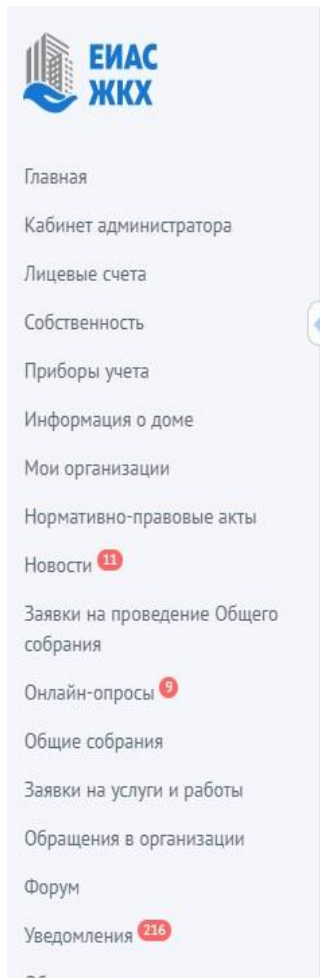 ЕИАС
ЖКХ
Главная
Кабинет администратора
Лицевые счета
Собственность
Приборы учета
Информация о доме
Мои организации
Нормативно-правовые акты
Новости 11
Заявки на проведение Общего
собрания
Онлайн-опросы 9
Общие собрания
Заявки на услуги и работы
Обращения в организации
Форум
Уведомления 216